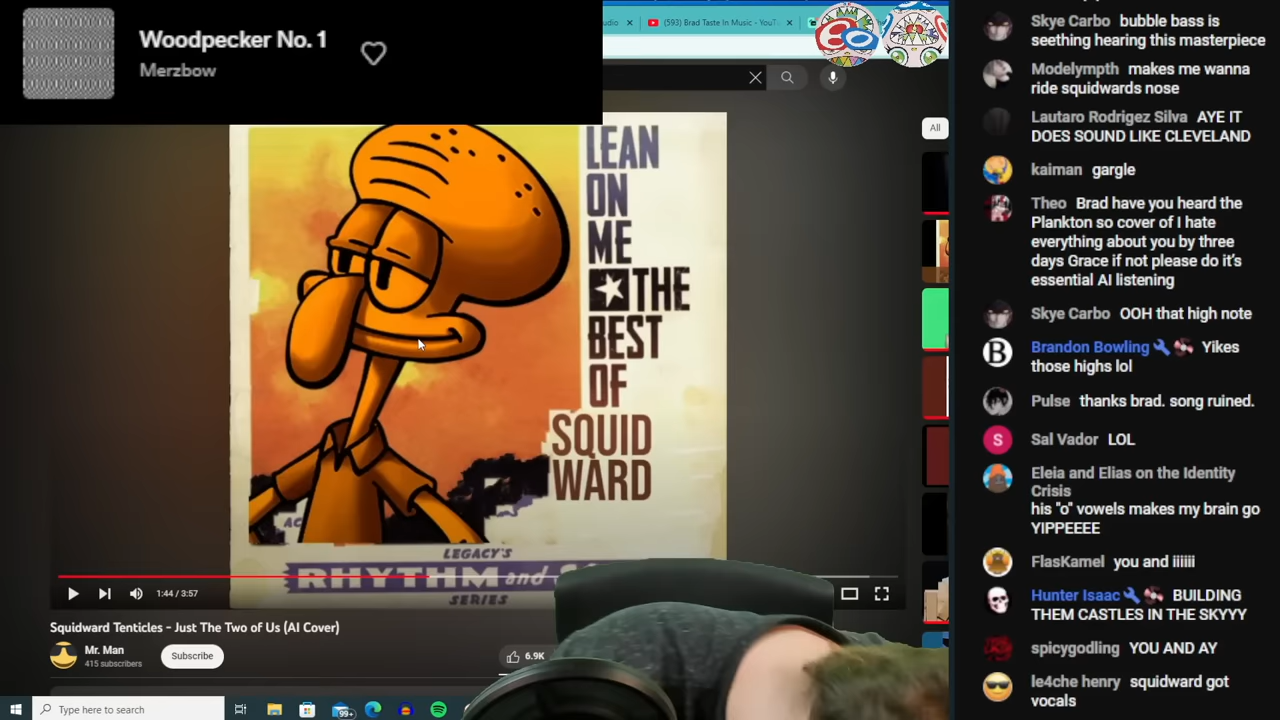 Woodpecker No. 1
Merzbow
(593) Brad Taste In Music - YouTu
All
LEAN
ON
ME
THE
BEST
OF
SQUID
WARD
LEGACY'S
RHYTHM and
SERIES
1:44 / 3:57
Squidward Tenticles - Just The Two of Us (AI Cover)
Mr. Man
415 subscribers
Subscribe
6.9K
Type here to search
99+
Skye Carbo bubble bass is
seething hearing this masterpiece
Modelympth makes me wanna
ride squidwards nose
Lautaro Rodrigez Silva AYE IT
DOES SOUND LIKE CLEVELAND
kaiman gargle
Theo Brad have you heard the
Plankton so cover of I hate
everything about you by three
days Grace if not please do it's
essential AI listening
Skye Carbo OOH that high note
B
Brandon Bowling Yikes
those highs lol
Pulse thanks brad. song ruined.
S
Sal Vador LOL
Eleia and Elias on the Identity
Crisis
his "o" vowels makes my brain go
YIPPEEEE
FlasKamel you and iiiiii
Hunter Isaac BUILDING
THEM CASTLES IN THE SKYYY
spicygodling YOU AND AY
le4che henry squidward got
vocals